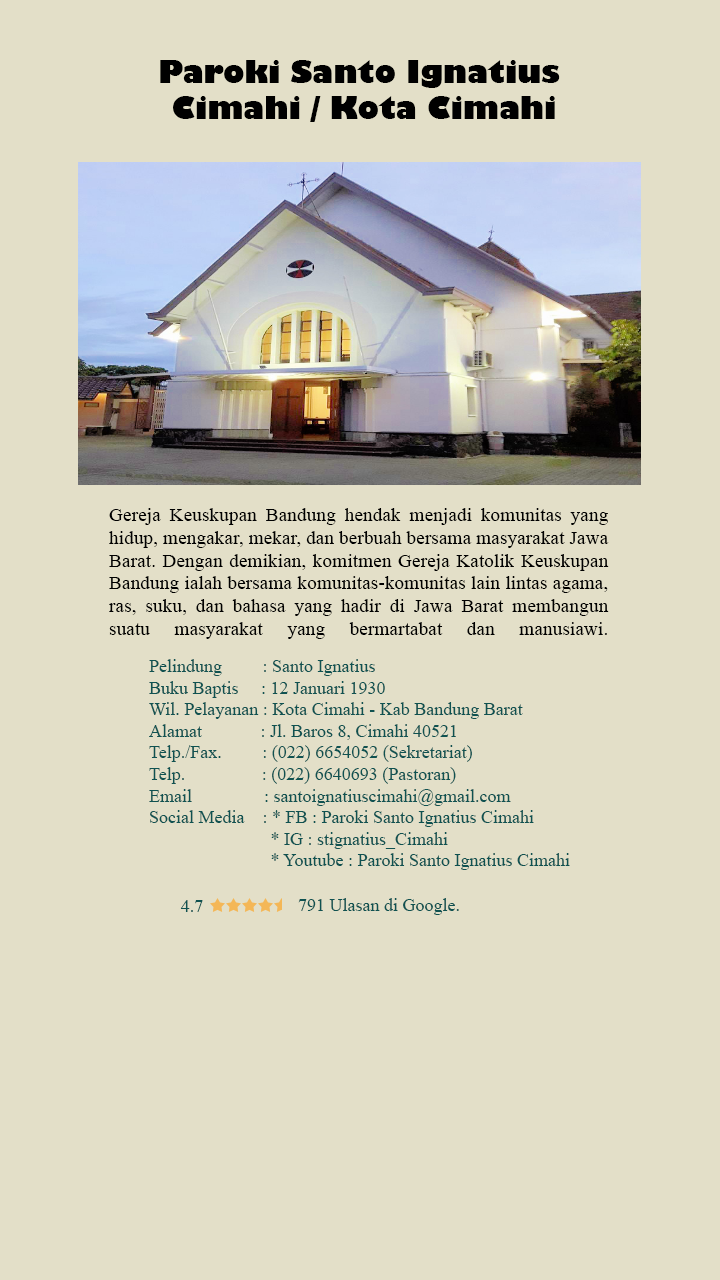 Paroki Santo Ignatius
Cimahi / Kota Cimahi
Gereja Keuskupan Bandung hendak menjadi komunitas yang
hidup, mengakar, mekar, dan berbuah bersama masyarakat Jawa
Barat. Dengan demikian, komitmen Gereja Katolik Keuskupan
Bandung ialah bersama komunitas-komunitas lain lintas agama,
ras, suku, dan bahasa yang hadir di Jawa Barat membangun
suatu masyarakat yang bermartabat dan manusiawi.
Pelindung : Santo Ignatius
Buku Baptis : 12 Januari 1930
Wil. Pelayanan : Kota Cimahi - Kab Bandung Barat
Alamat : Jl. Baros 8, Cimahi 40521
Telp./Fax. : (022) 6654052 (Sekretariat)
Telp. : (022) 6640693 (Pastoran)
Email : santoignatiuscimahi@gmail.com
Social Media : * FB : Paroki Santo Ignatius Cimahi
* IG : stignatius_Cimahi
* Youtube : Paroki Santo Ignatius Cimahi
4.7 791 Ulasan di Google.